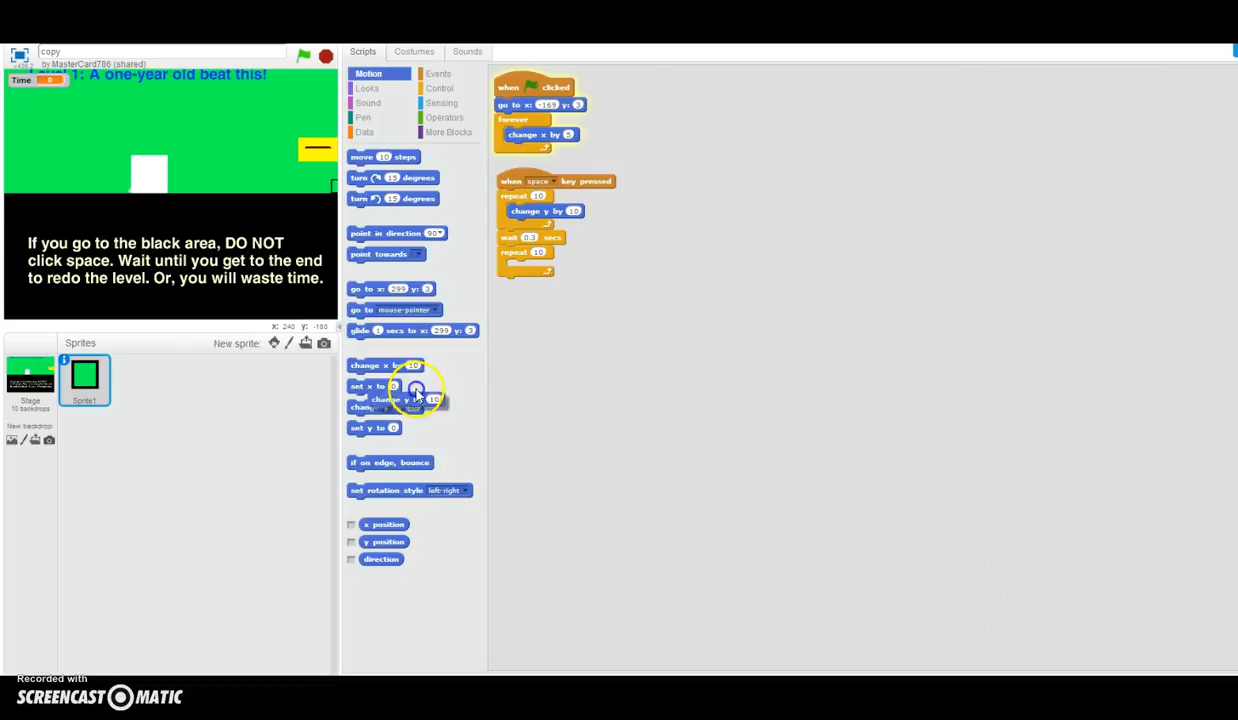 copy
by MasterCard786 (shared)
Time 0
1: A one-year old beat this!
If you go to the black area, DO NOT
click space. Wait until you get to the end
to redo the level. Or, you will waste time.
x: 240 y: -180
Sprites
New sprite:
Stage
10 backdrops
New backdrop:
Sprite1
Scripts
Costumes
Sounds
Motion
Looks
Sound
Pen
Data
Events
Control
Sensing
Operators
More Blocks
move 10 steps
turn 15 degrees
turn 15 degrees
point in direction 90
point towards
go to x: 299 y: 3
go to mouse-pointer
glide 1 secs to x: 299 y: 3
change x by 10
set x to 0
change y 10
set y to 0
if on edge, bounce
set rotation style left-right
x position
y position
direction
when clicked
go to x: -169 y: 3
forever
change x by 5
when space key pressed
repeat 10
change y by 10
wait 0.3 secs
repeat 10
Recorded with
SCREENCAST MATIC